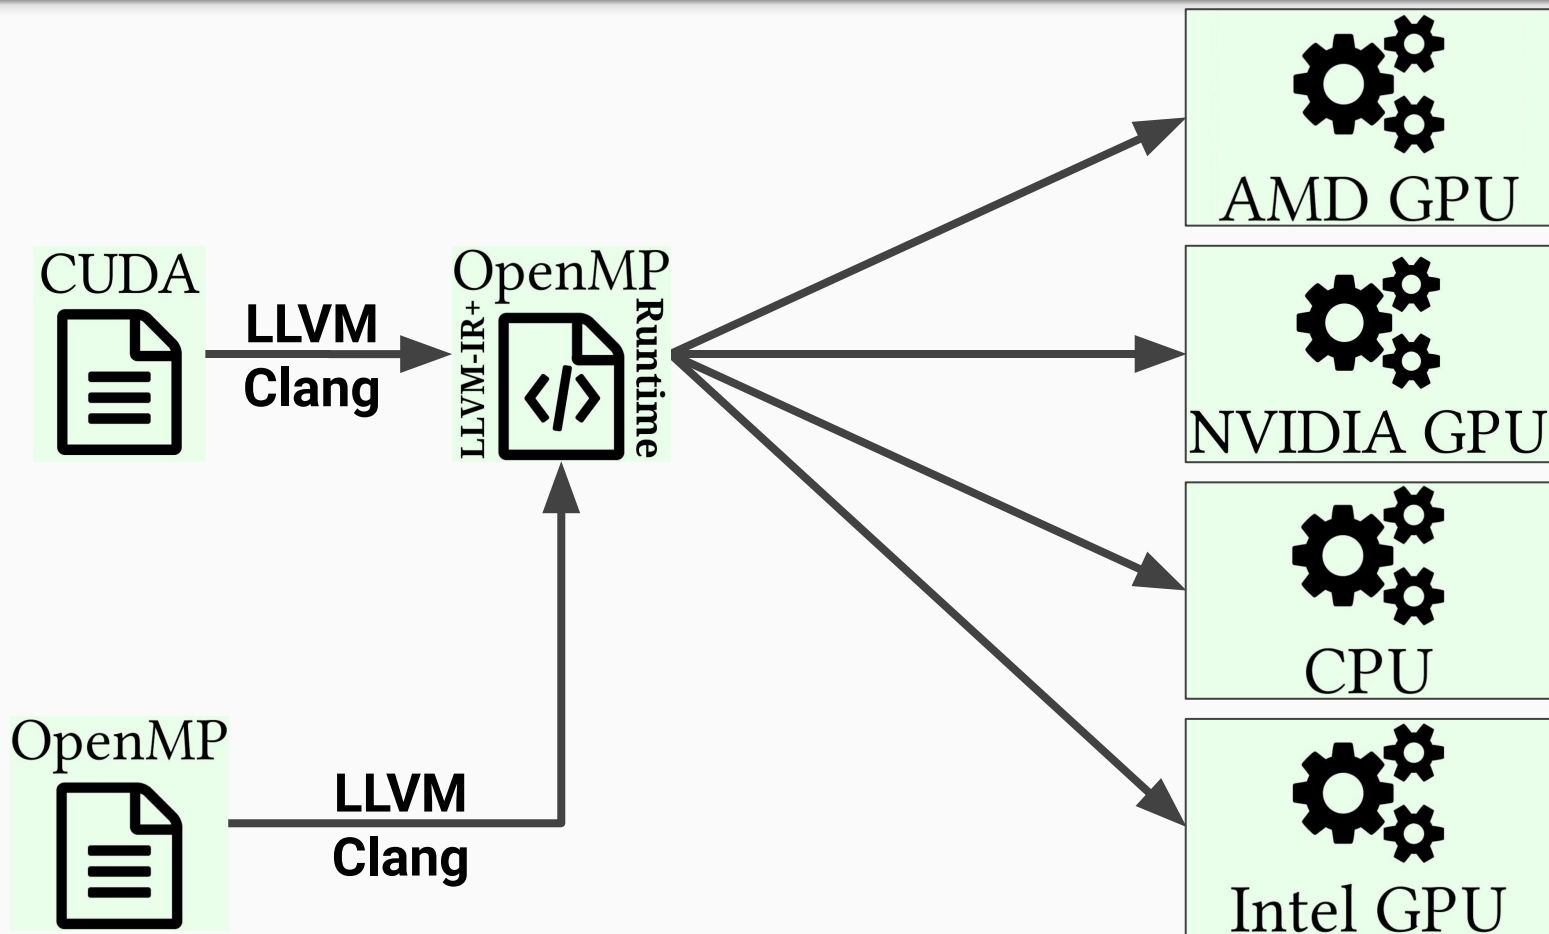 AMD GPU
CUDA
LLVM
Clang
OpenMP
LLVM-IR+
Runtime
</>
NVIDIA GPU
CPU
OpenMP
LLVM
Clang
Intel GPU